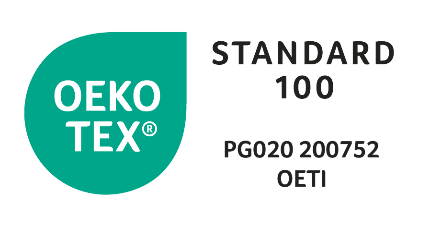 OEKO
TEX®
STANDARD
100
PG020 200752
OETI